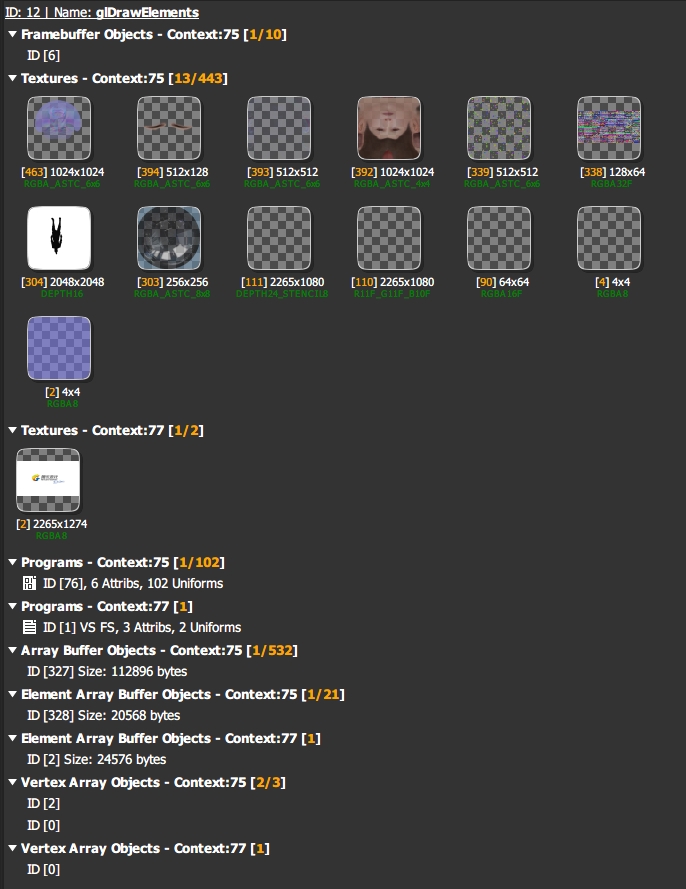 ID: 12 | Name: glDrawElements
Framebuffer Objects - Context:75 [1/10]
ID [6]
Textures - Context:75 [13/443]
[463] 1024x1024
RGBA_ASTC_6x6
[394] 512x128
RGBA_ASTC_6x6
[393] 512x512
RGBA_ASTC_6x6
[392] 1024x1024
RGBA_ASTC_4x4
[339] 512x512
RGBA_ASTC_6x6
[338] 128x64
RGBA32F
[304] 2048x2048
DEPTH16
[303] 256x256
RGBA_ASTC_8x8
[111] 2265x1080
DEPTH24_STENCIL8
[110] 2265x1080
R11F_G11F_B10F
[90] 64x64
RGBA16F
[4] 4x4
RGBA8
[2] 4x4
RGBA8
Textures - Context:77 [1/2]
[2] 2265x1274
RGBA8
Programs - Context:75 [1/102]
ID [76], 6 Attribs, 102 Uniforms
Programs - Context:77 [1]
ID [1] VS FS, 3 Attribs, 2 Uniforms
Array Buffer Objects - Context:75 [1/532]
ID [327] Size: 112896 bytes
Element Array Buffer Objects - Context:75 [1/21]
ID [328] Size: 20568 bytes
Element Array Buffer Objects - Context:77 [1]
ID [2] Size: 24576 bytes
Vertex Array Objects - Context:75 [2/3]
ID [2]
ID [0]
Vertex Array Objects - Context:77 [1]
ID [0]